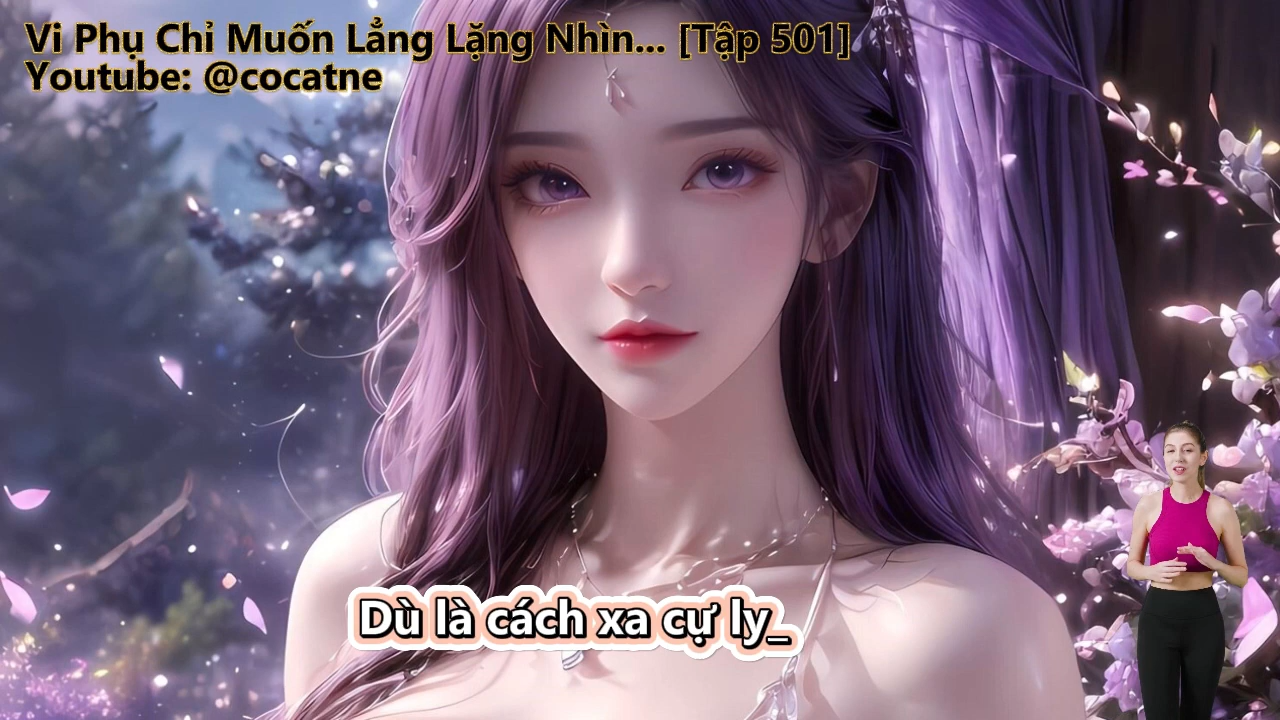 Vi Phụ Chỉ Muốn Lẳng Lặng Nhìn... [Tập 501]
Youtube: @cocatne
Dù là cách xa cự ly_